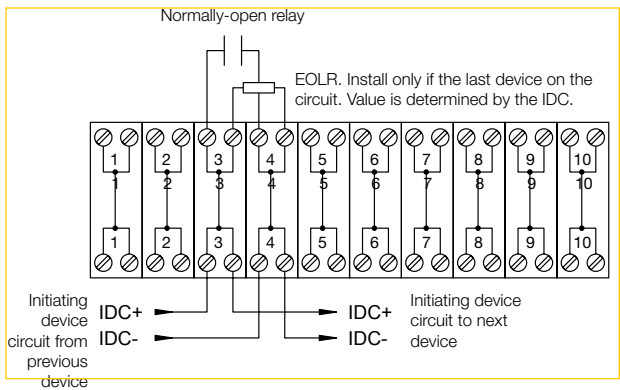 Normally-open relay
EOLR. Install only if the last device on the
circuit. Value is determined by the IDC.
1 2 3 4 5 6 7 8 9 10
1 2 3 4 5 6 7 8 9 10
1 2 3 4 5 6 7 8 9 10
Initiating
device
circuit from
previous
device
IDC+
IDC-
IDC+
IDC-
Initiating device
circuit to next
device